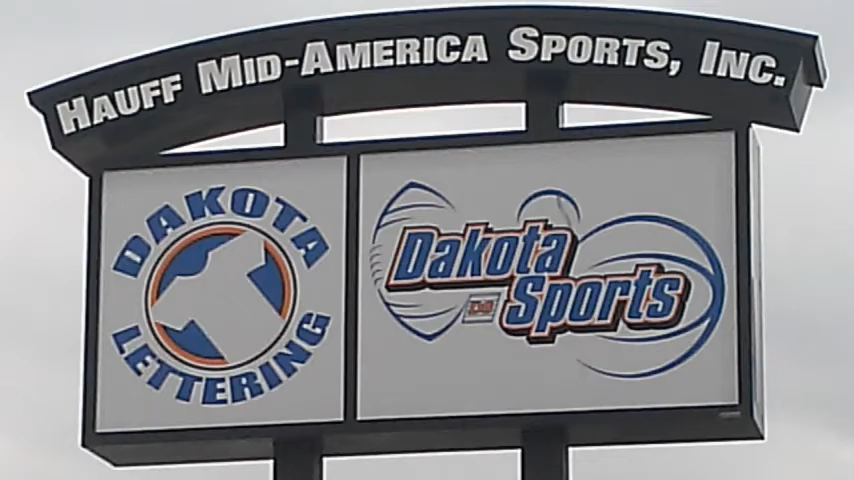 HAUFF MID-AMERICA SPORTS, INC.
DAKOTA
LETTERING
Dakota
Sports